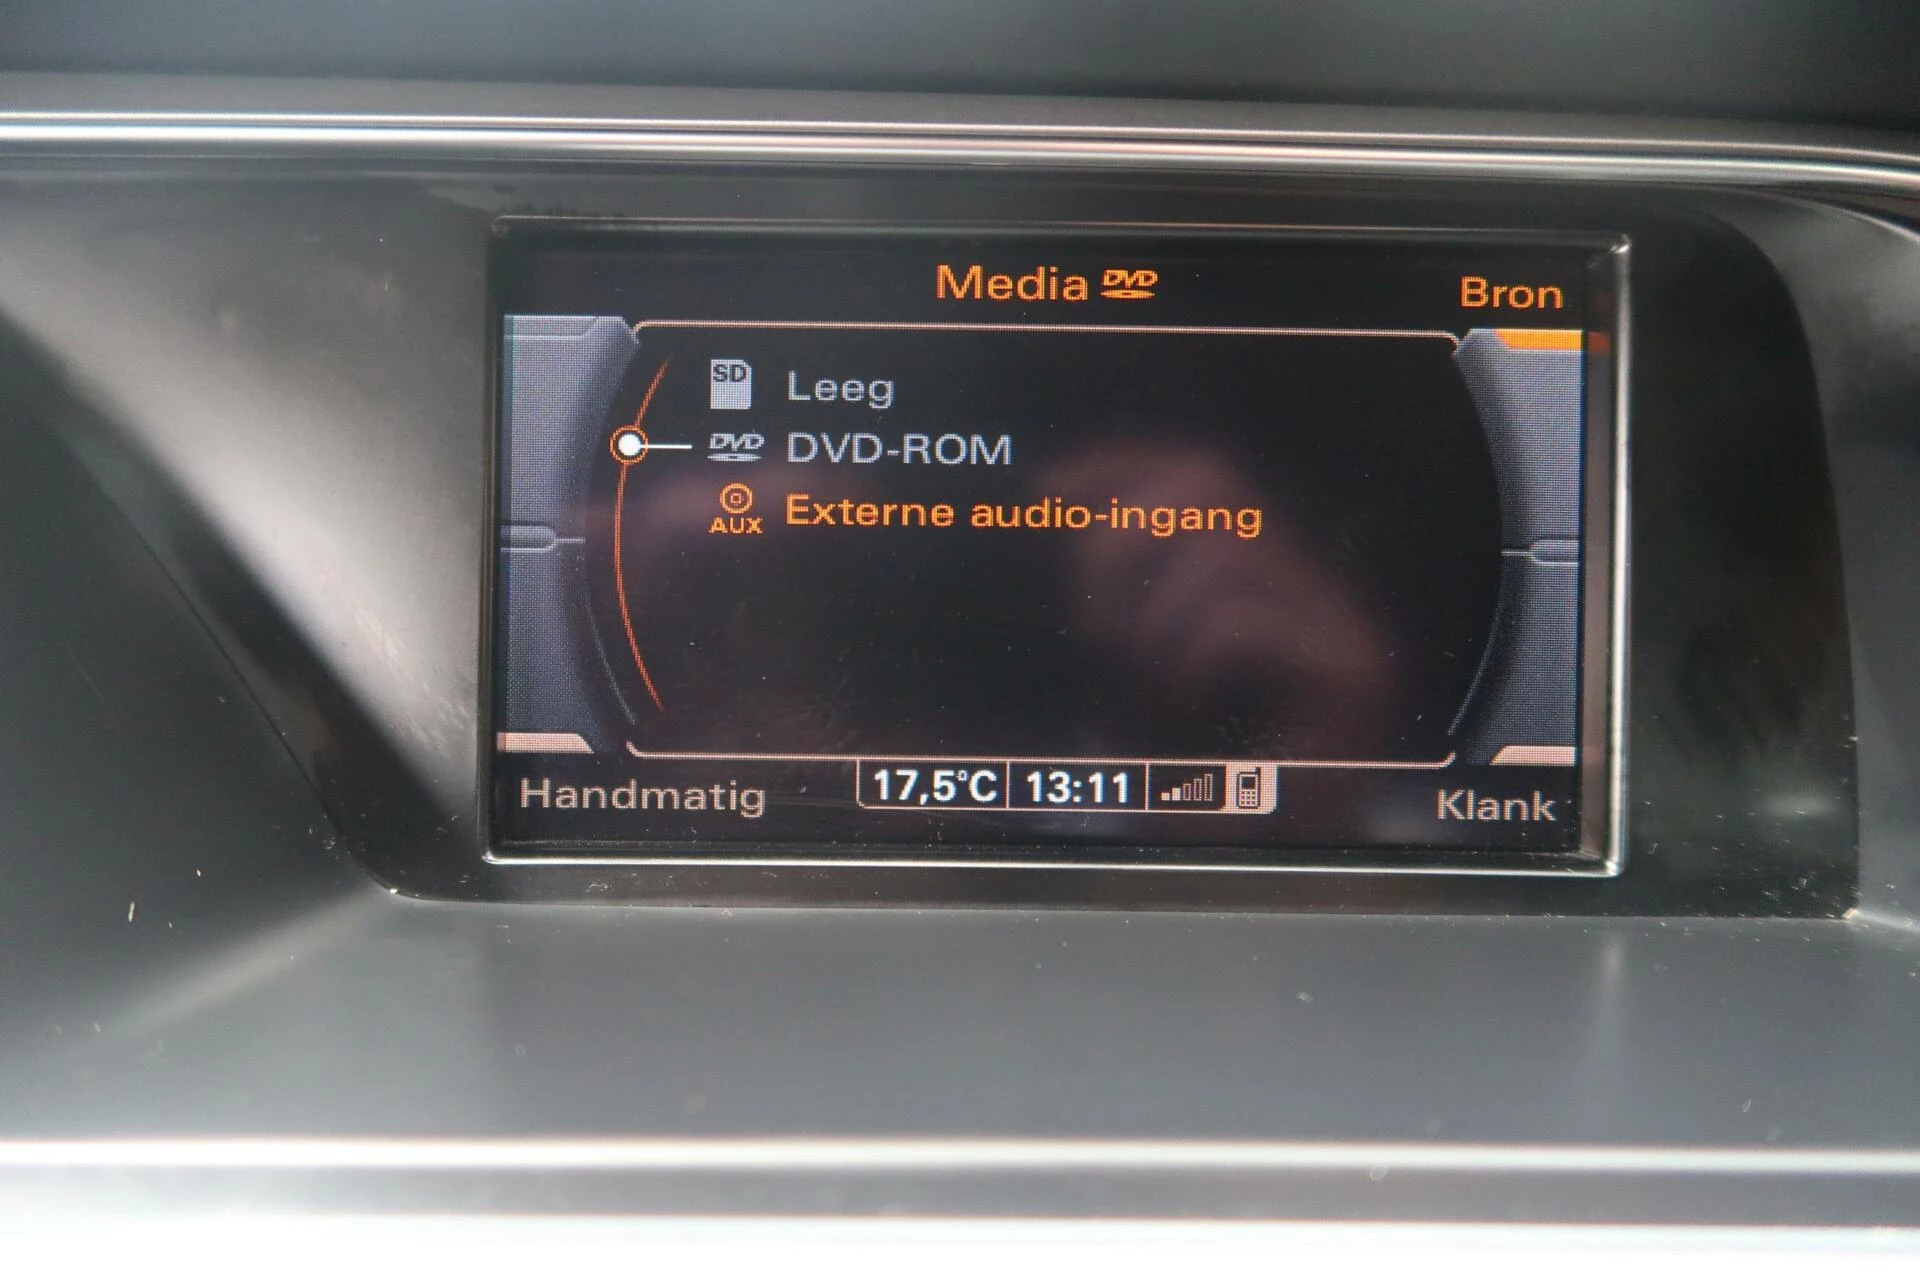 Media DVD
Bron
SD Leeg
DVD DVD-ROM
AUX Externe audio-ingang
Handmatig
17,5°C 13:11
Klank